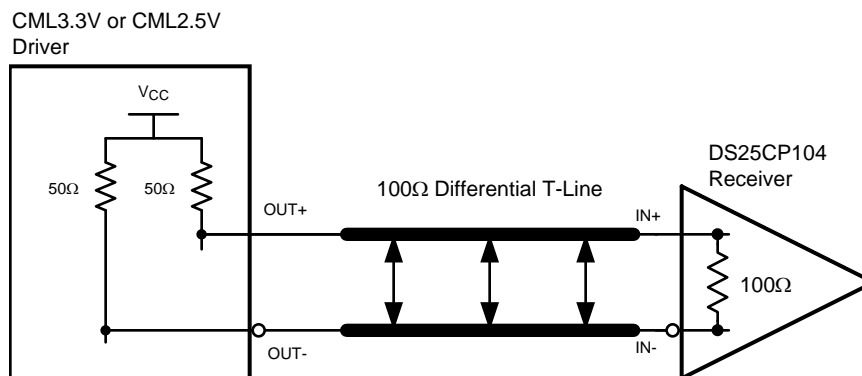 CML3.3V or CML2.5V
Driver
VCC
50Ω
50Ω
OUT+
100Ω Differential T-Line
IN+
DS25CP104
Receiver
100Ω
OUT-
IN-